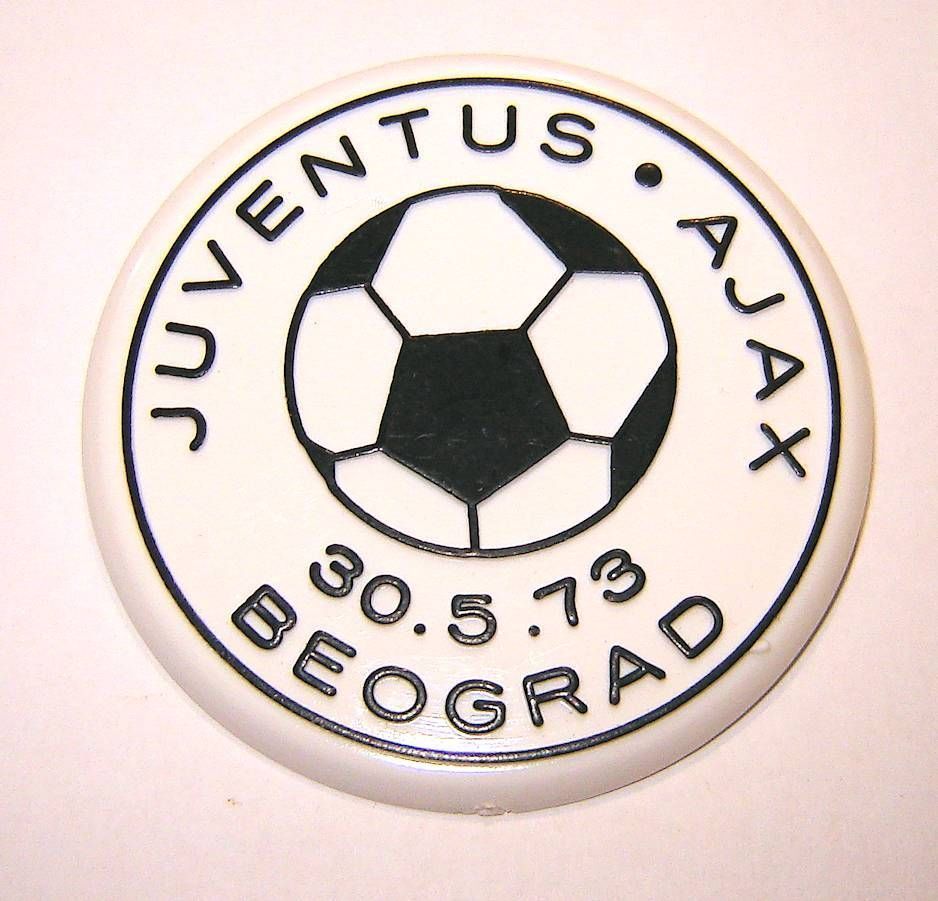 JUVENTUS • AJAX
30.5.73
BEOGRAD